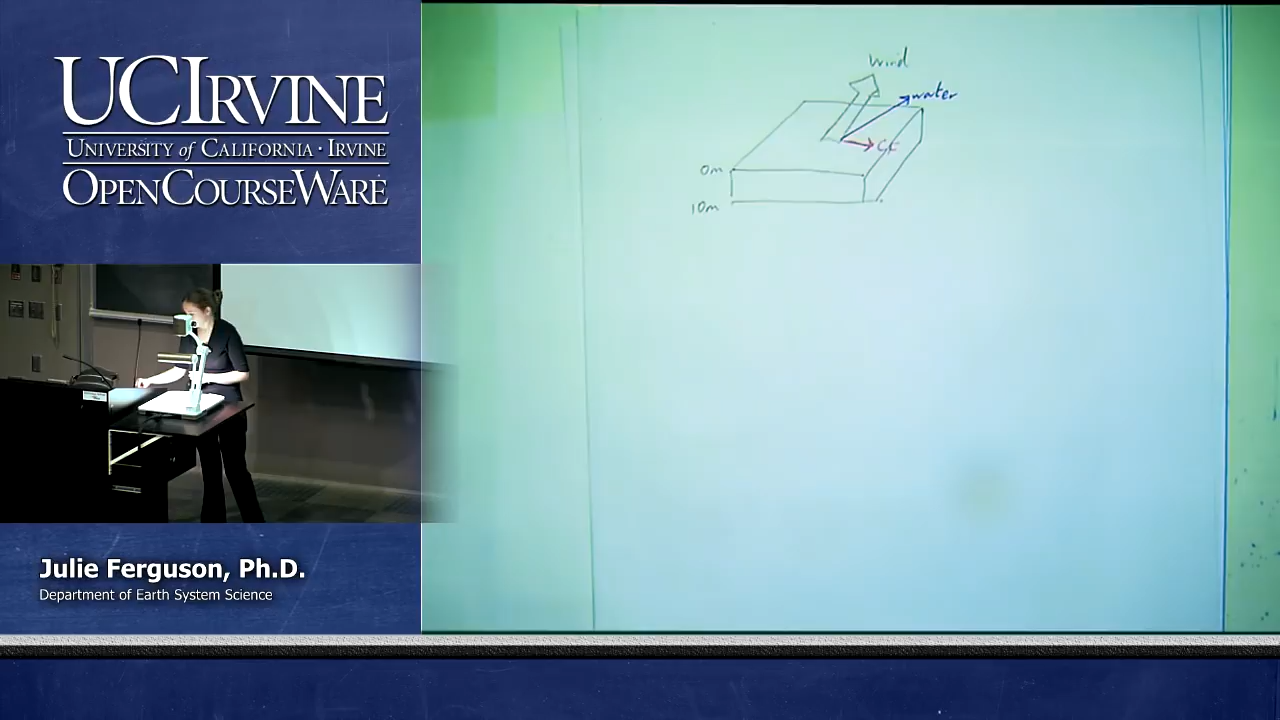 UCIRVINE
UNIVERSITY of CALIFORNIA · IRVINE
OPENCOURSEWARE
Wind
water
CF
0m
10m
Julie Ferguson, Ph.D.
Department of Earth System Science